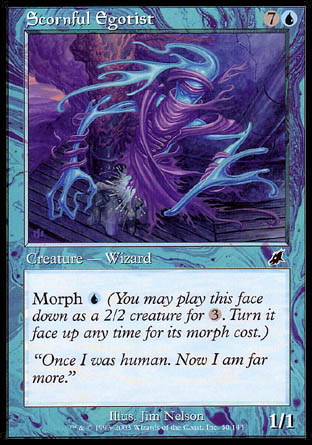 Scornful Egotist 7
Creature — Wizard
Morph (You may play this face
down as a 2/2 creature for 3. Turn it
face up any time for its morph cost.)
"Once I was human. Now I am far
more."
Illus. Jim Nelson
1/1